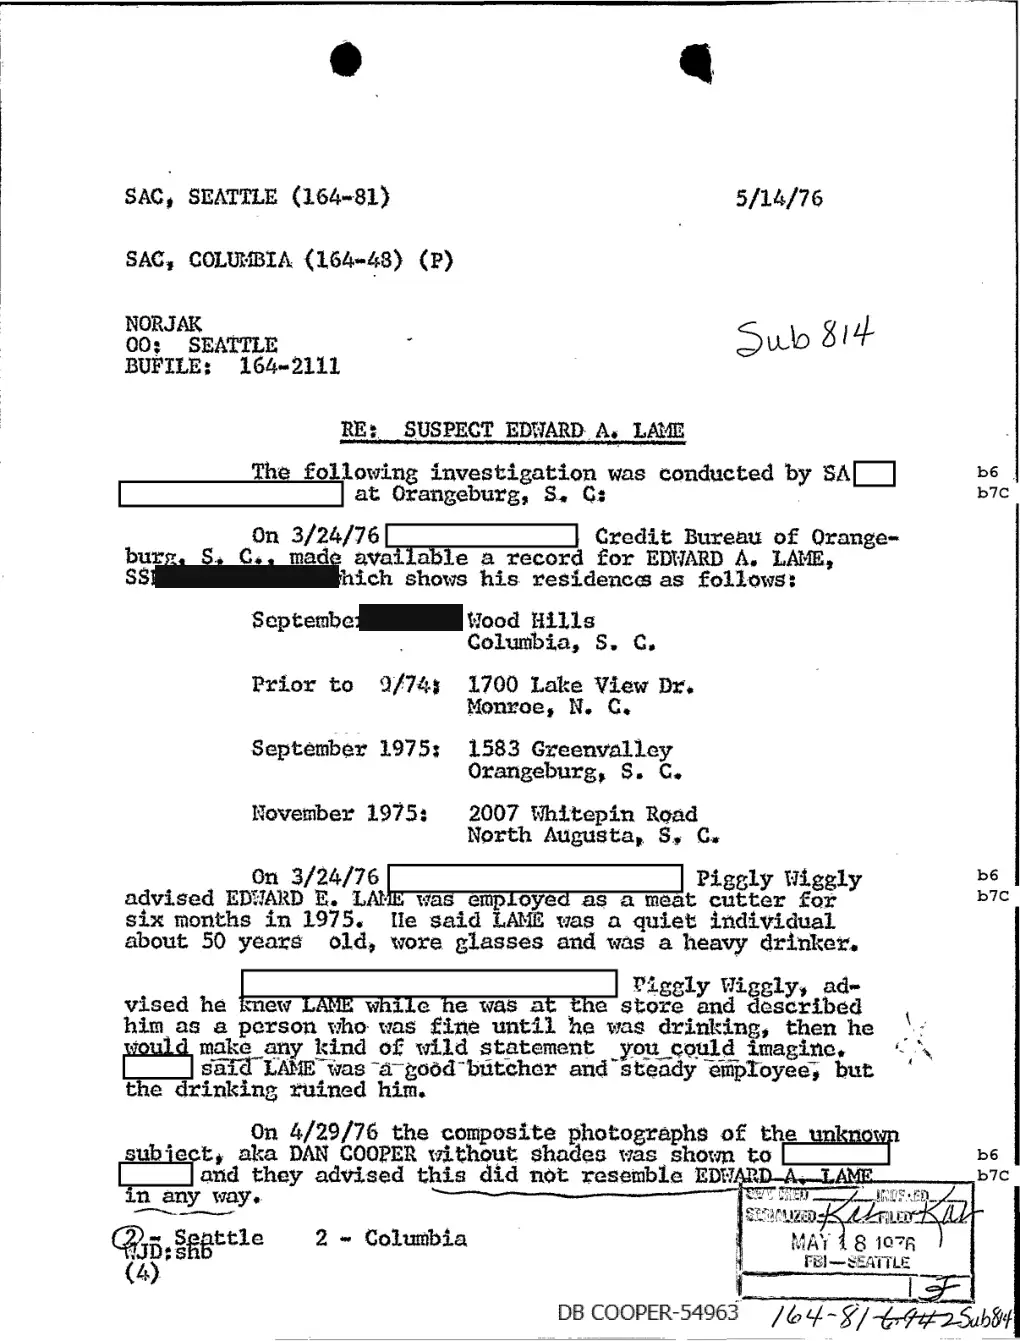 SAC, SEATTLE (164-81) 5/14/76
SAC, COLUMBIA (164-48) (P)
NORJAK
OO: SEATTLE
BUFILE: 164-2111
Sub 814
RE: SUSPECT EDWARD A. LAME
The following investigation was conducted by SA
at Orangeburg, S. C:
b6
b7C
On 3/24/76 Credit Bureau of Orange-
burg, S. C., made available a record for EDWARD A. LAME,
SS hich shows his residences as follows:
Septembe Wood Hills
Columbia, S. C.
Prior to 9/74: 1700 Lake View Dr.
Monroe, N. C.
September 1975: 1583 Greenvalley
Orangeburg, S. C.
November 1975: 2007 Whitepin Road
North Augusta, S. C.
On 3/24/76 Piggly Wiggly
advised EDWARD E. LAME was employed as a meat cutter for
six months in 1975. He said LAME was a quiet individual
about 50 years old, wore glasses and was a heavy drinker.
b6
b7C
Piggly Wiggly, ad-
vised he knew LAME while he was at the store and described
him as a person who was fine until he was drinking, then he
would make any kind of wild statement you could imagine.
said LAME was a good butcher and steady employee, but
the drinking ruined him.
On 4/29/76 the composite photographs of the unknown
subject, aka DAN COOPER without shades was shown to
and they advised this did not resemble EDWARD A. LAME
in any way.
b6
b7C
2 - Seattle 2 - Columbia
WJD:snb
(4)
SEARCHED INDEXED
SERIALIZED FILED
MAY 18 1976
FBI—SEATTLE
DB COOPER-54963
164-81 Sub 814